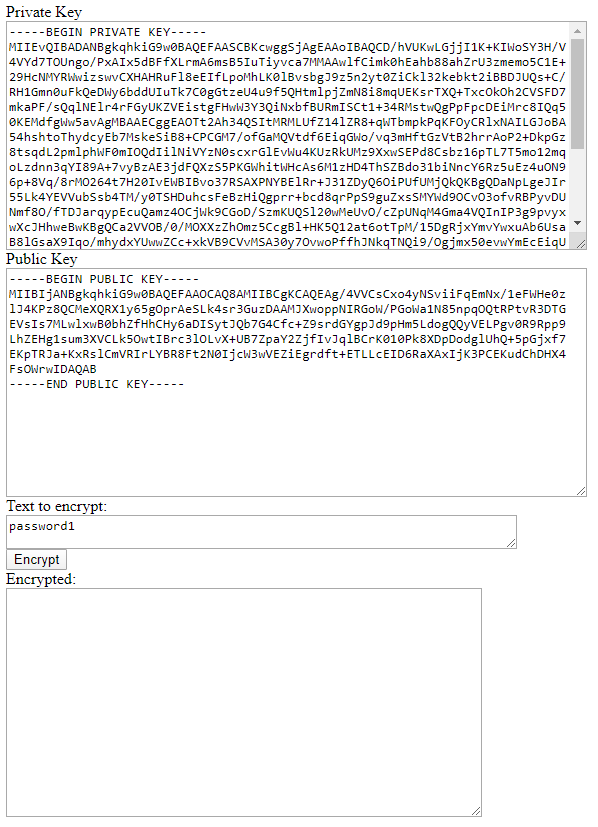 Private Key
-----BEGIN PRIVATE KEY-----
MIIEvQIBADANBgkqhkiG9w0BAQEFAASCBKcwggSjAgEAAoIBAQCD/hVUKwLGjjI1K+KIWoSY3H/V
4VYd7TOUngo/PxAIx5dBFfXLrmA6msB5IuTiyvca7MMAAwlfCimk0hEahb88ahZrU3zmemo5C1E+
29HcNMYRWwizswvCXHAHRuFl8eEIfLpoMhLK0lBvsbgJ9z5n2yt0ZiCkl32kebkt2iBBDJUQs+C/
RH1Gmn0uFkQeDWy6bddUIuTk7C0gGtzeU4u9f5QHtmlpjZmN8i8mqUEKsrTXQ+TxcOkOh2CVSFD7
mkaPF/sQqlNElr4rFGyUKZVEistgFHwW3Y3QiNxbfBURmISCt1+34RMstwQgPpFpcDEiMrc8IQq5
0KEMdfgWw5avAgMBAAECggEAOTt2Ah34QSItMRMLUfZ14lZR8+qWTbmpkPqKFOyCRlxNAILGJoBA
54hshtoThydcyEb7MskeSiB8+CPCGM7/ofGaMQVtdf6EiqGWo/vq3mHftGzVtB2hrrAoP2+DkpGz
8tsqdL2pmlphWF0mIOQdIilNiVYzN0scxrGlEvWu4KUzRkUMz9XxwSEPd8Csbz16pTL7T5mo12mq
oLzdnn3qYI89A+7vyBzAE3jdFQXzS5PKGWhitWHcAs6M1zHD4ThSZBdo31biNncY6Rz5uEz4uON9
6p+8Vq/8rMO264t7H20IvEWBIBvo37RSAXPNYBElRr+J31ZDyQ6OiPUfUMjQkQKBgQDaNpLgeJIr
55Lk4YEVVubSsb4TM/y0TSHDuhcsFeBzHiQgprr+bcd8qrPpS9guZxsSMYWd9OCvO3ofvRBPyvDU
Nmf8O/fTDJarqypEcuQamz4OCjWk9CGoD/SzmKUQSl20wMeUvO/cZpUNqM4Gma4VQInIP3g9pvyx
wXcJHhweBwKBgQCa2VVOB/0/MOXXzZhOmz5CcgBl+HK5Q12at6otTpM/15DgRjxYmvYwxuAb6Usa
B8lGsaX9Iqo/mhydxYUwwZCc+xkVB9CVvMSA30y7OvwoPffhJNkqTNQi9/Ogjmx50evwYmEcEiqU
Public Key
-----BEGIN PUBLIC KEY-----
MIIBIjANBgkqhkiG9w0BAQEFAAOCAQ8AMIIBCgKCAQEAg/4VVCsCxo4yNSviiFqEmNx/1eFWHe0z
lJ4KPz8QCMeXQRX1y65gOprAeSLk4sr3GuzDAAMJXwoppNIRGoW/PGoWa1N85npqOQtRPtvR3DTG
EVsIs7MLwlxwB0bhZfHhCHy6aDISytJQb7G4Cfc+Z9srdGYgpJd9pHm5LdogQQyVELPgv0R9Rpp9
LhZEHg1sum3XVCLk5OwtIBrc3lOLvX+UB7ZpaY2ZjfIvJqlBCrK010Pk8XDpDodglUhQ+5pGjxf7
EKpTRJa+KxRslCmVRIrLYBR8Ft2N0IjcW3wVEZiEgrdft+ETLLcEID6RaXAxIjK3PCEKudChDHX4
FsOWrwIDAQAB
-----END PUBLIC KEY-----
Text to encrypt:
password1
Encrypt
Encrypted: